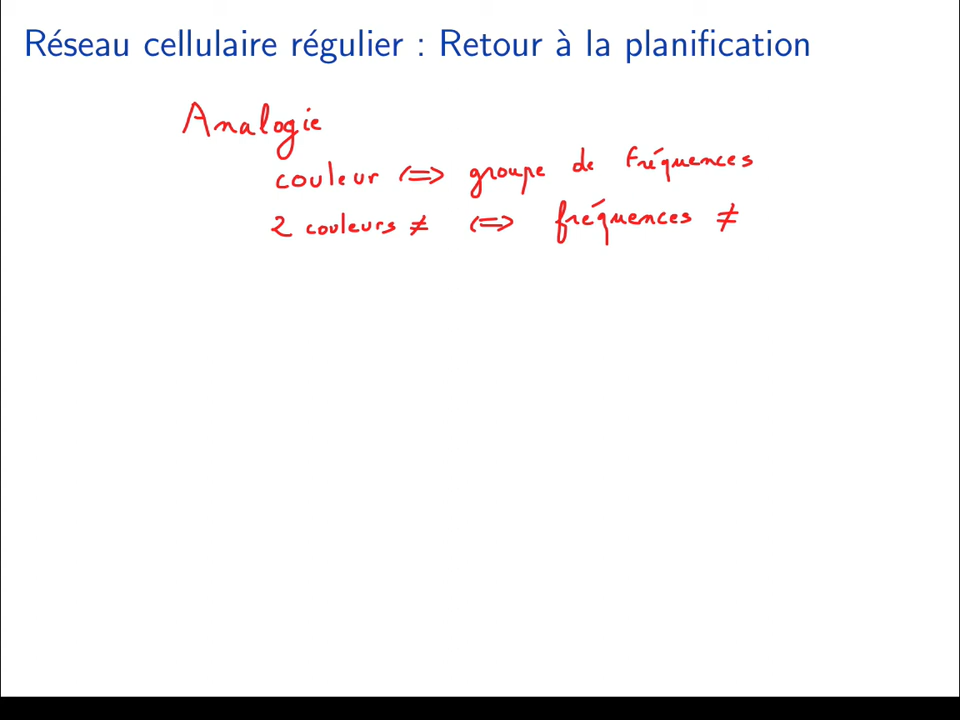 Réseau cellulaire régulier : Retour à la planification
Analogie
couleur <=> groupe de fréquences
2 couleurs ≠ <=> fréquences ≠